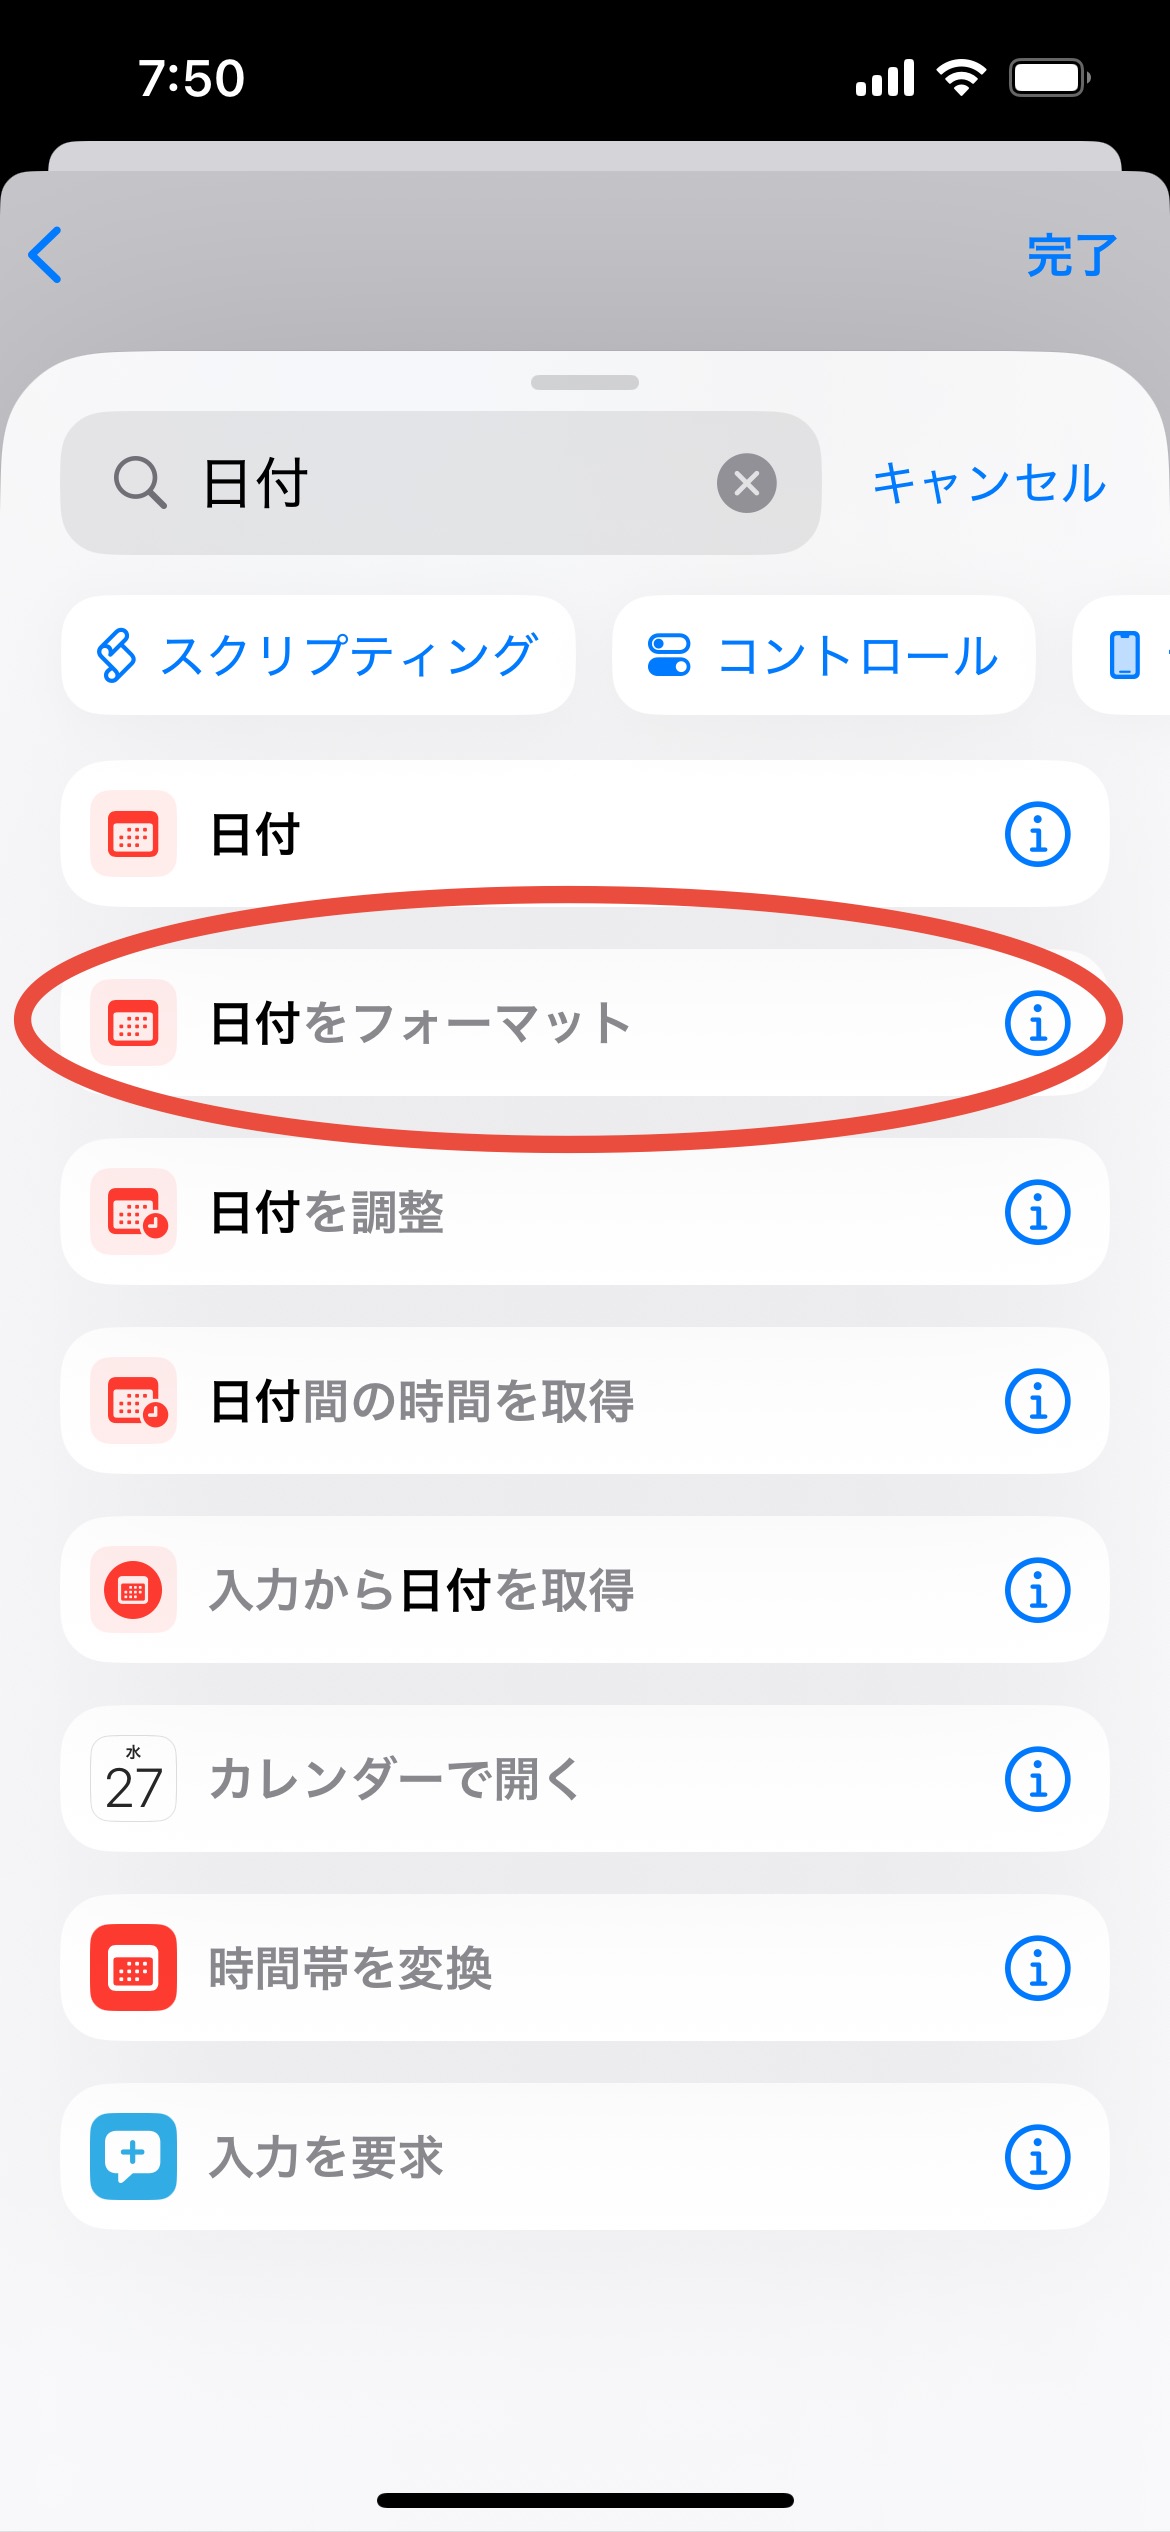 7:50
完了
日付
キャンセル
スクリプティング
コントロール
日付
日付をフォーマット
日付を調整
日付間の時間を取得
入力から日付を取得
水
27
カレンダーで開く
時間帯を変換
入力を要求